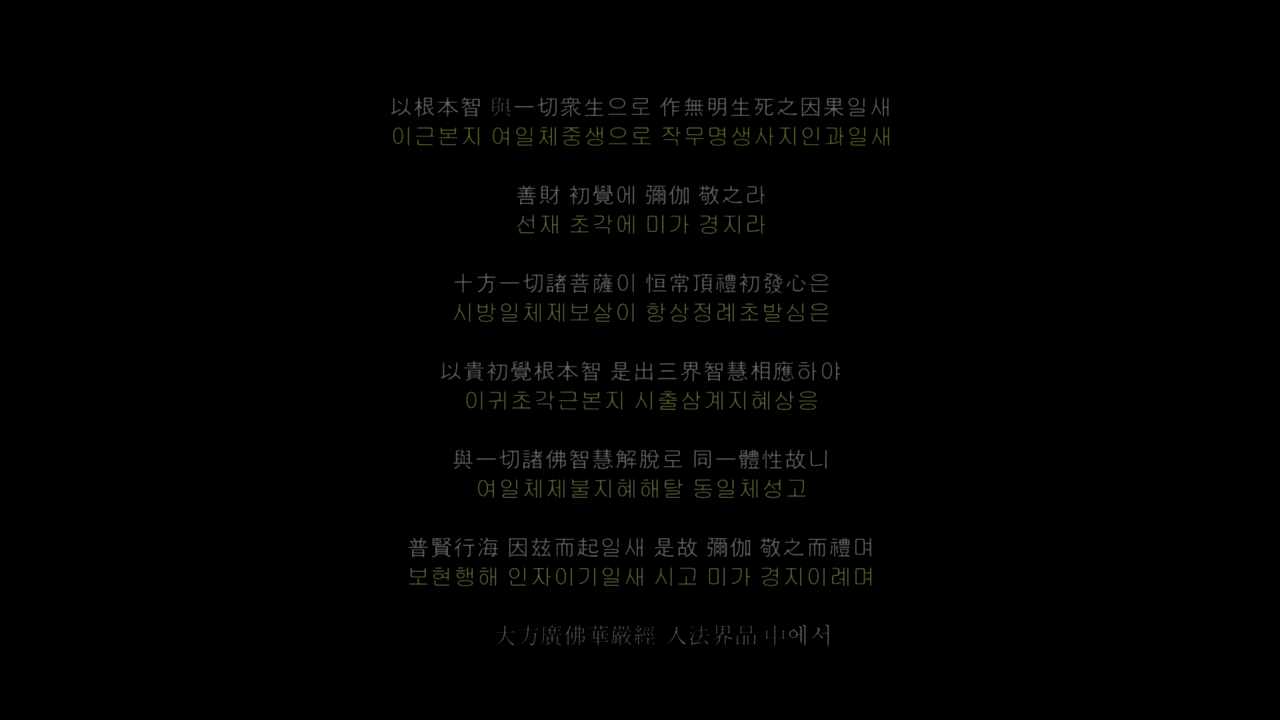 以根本智 與一切衆生으로 作無明生死之因果일새
이근본지 여일체중생으로 작무명생사지인과일새
善財 初覺에 彌伽 敬之라
선재 초각에 미가 경지라
十方一切諸菩薩이 恒常頂禮初發心은
시방일체제보살이 항상정례초발심은
以貴初覺根本智 是出三界智慧相應하야
이귀초각근본지 시출삼계지혜상응
與一切諸佛智慧解脫로 同一體性故니
여일체제불지혜해탈 동일체성고
普賢行海 因玆而起일새 是故 彌伽 敬之而禮며
보현행해 인자이기일새 시고 미가 경지이례며
大方廣佛華嚴經 入法界品 中에서